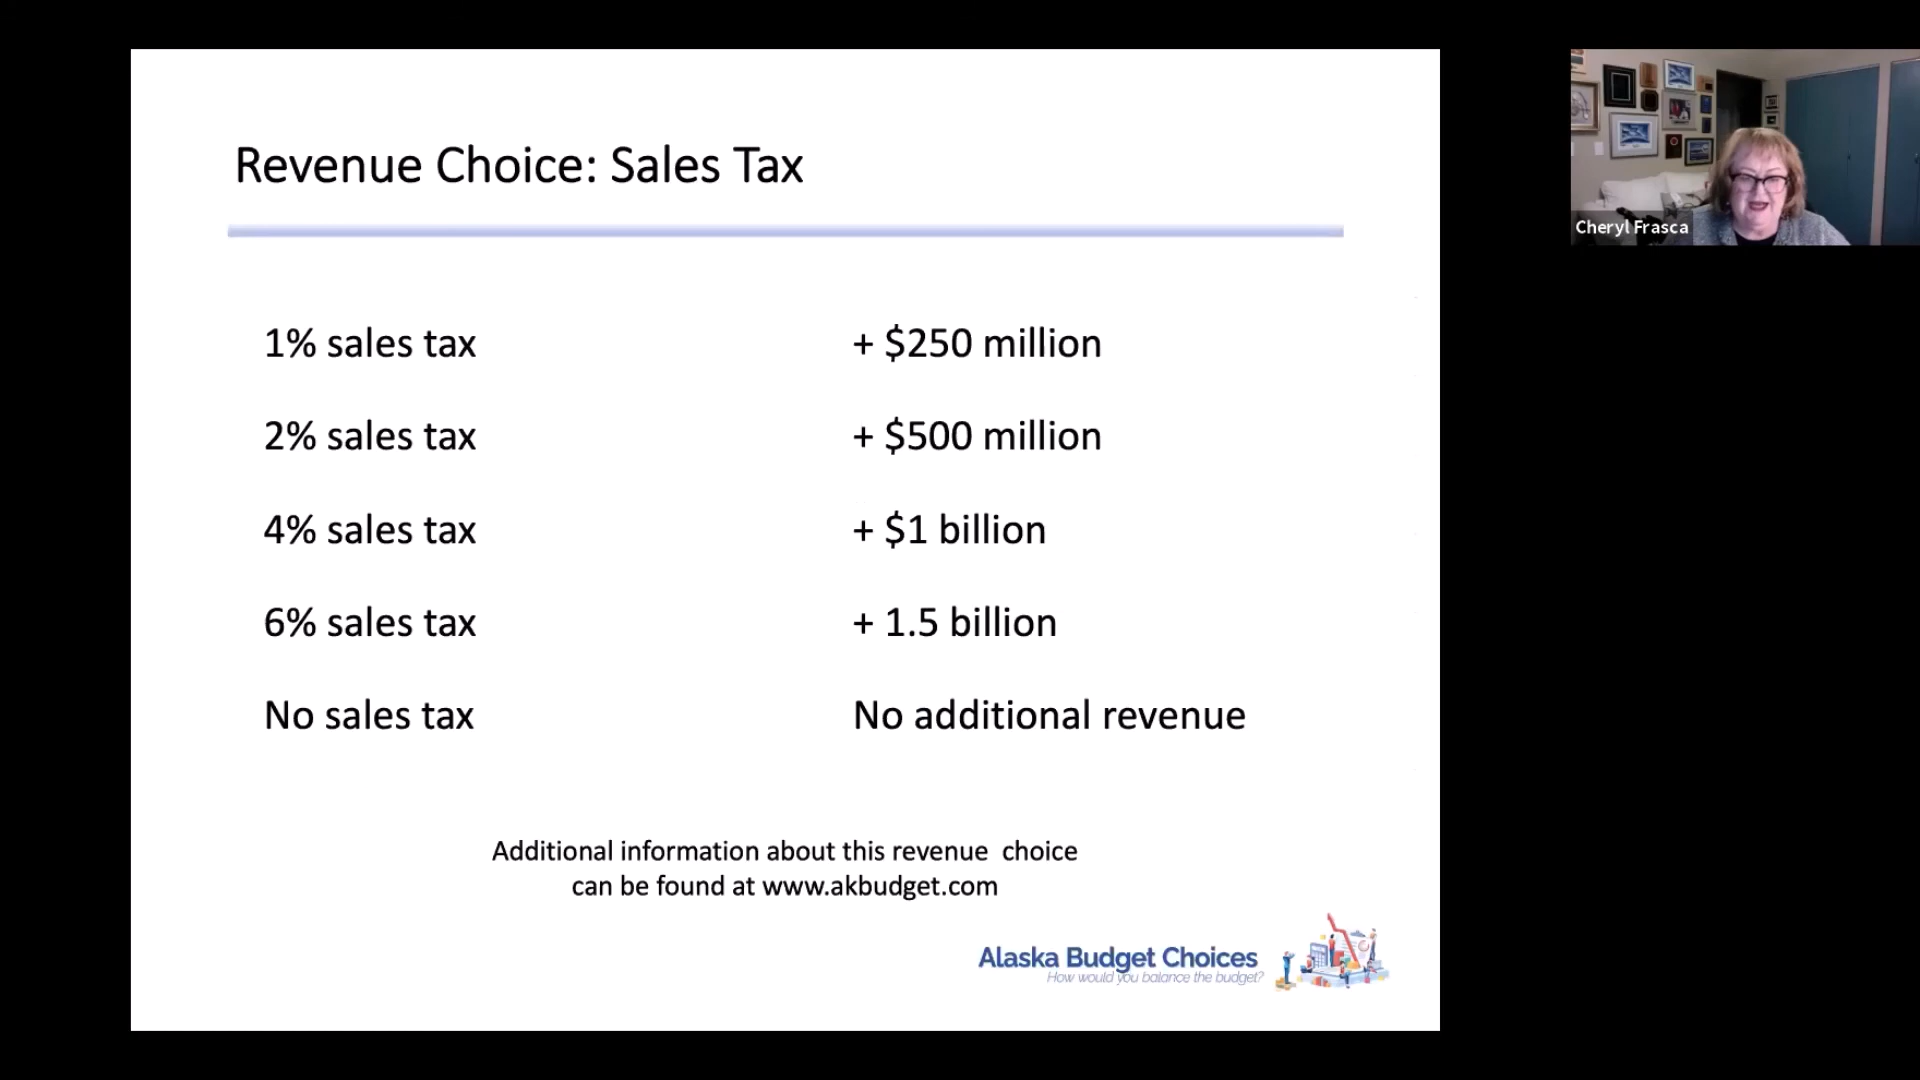 Revenue Choice: Sales Tax
1% sales tax + $250 million
2% sales tax + $500 million
4% sales tax + $1 billion
6% sales tax + 1.5 billion
No sales tax No additional revenue
Additional information about this revenue choice
can be found at www.akbudget.com
Alaska Budget Choices
How would you balance the budget?
Cheryl Frasca